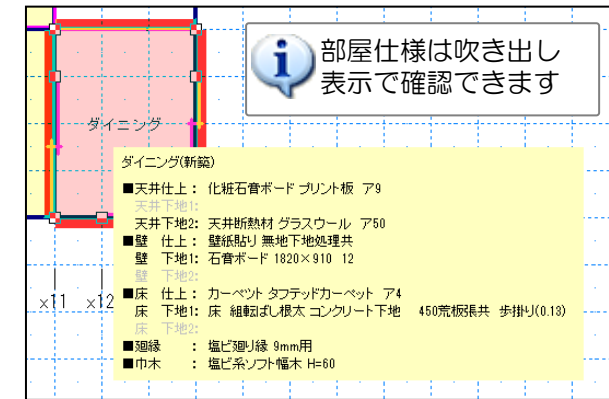 部屋仕様は吹き出し
表示で確認できます
ダイニング
ダイニング(新築)
■天井仕上： 化粧石膏ボード プリント板 ア9
天井下地1:
天井下地2: 天井断熱材 グラスウール ア50
■壁 仕上： 壁紙貼り 無地下地処理共
壁 下地1: 石膏ボード 1820×910 12
壁 下地2:
■床 仕上： カーペット タフテッドカーペット ア4
床 下地1: 床 組転ばし根太 コンクリート下地 450荒板張共 歩掛り(0.13)
床 下地2:
■廻縁 ： 塩ビ廻り縁 9mm用
■巾木 ： 塩ビ系ソフト幅木 H=60
x11 x12